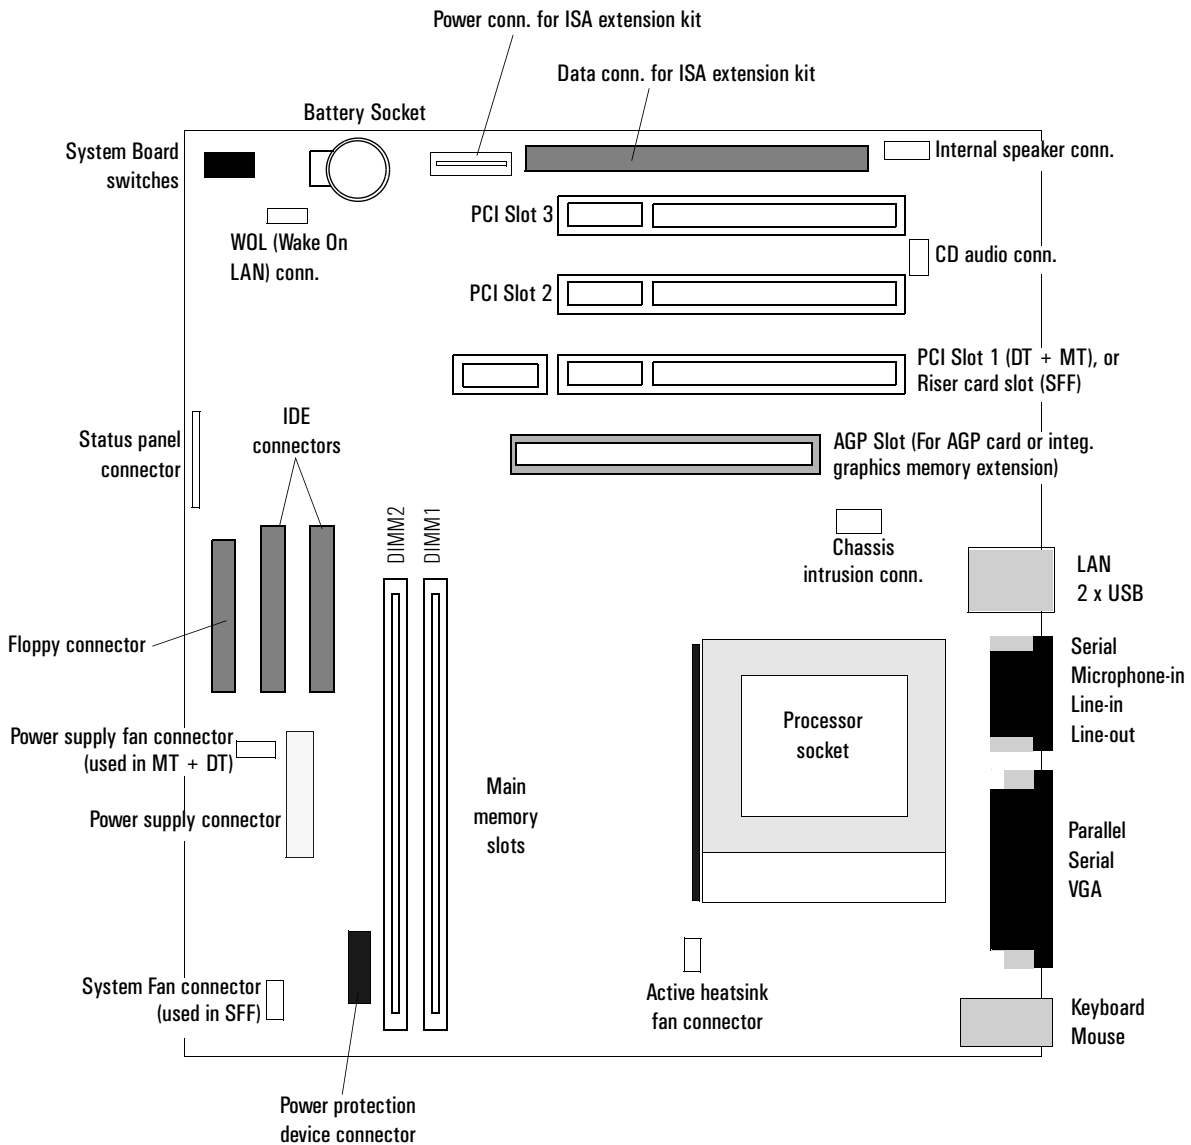 Power conn. for ISA extension kit
Data conn. for ISA extension kit
Battery Socket
System Board
switches
Internal speaker conn.
PCI Slot 3
WOL (Wake On
LAN) conn.
CD audio conn.
PCI Slot 2
PCI Slot 1 (DT + MT), or
Riser card slot (SFF)
IDE
connectors
Status panel
connector
AGP Slot (For AGP card or integ.
graphics memory extension)
DIMM2
DIMM1
Chassis
intrusion conn.
LAN
2 x USB
Floppy connector
Serial
Microphone-in
Line-in
Line-out
Processor
socket
Power supply fan connector
(used in MT + DT)
Main
memory
slots
Power supply connector
Parallel
Serial
VGA
System Fan connector
(used in SFF)
Active heatsink
fan connector
Keyboard
Mouse
Power protection
device connector